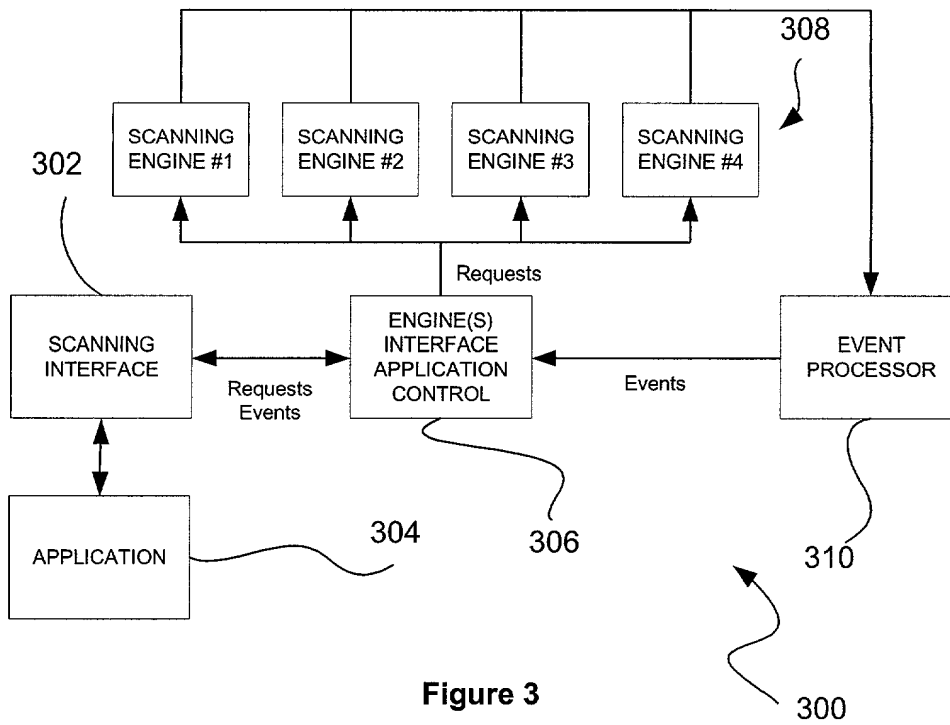 308
SCANNING
ENGINE #1
SCANNING
ENGINE #2
SCANNING
ENGINE #3
SCANNING
ENGINE #4
302
Requests
SCANNING
INTERFACE
Requests
Events
ENGINE(S)
INTERFACE
APPLICATION
CONTROL
Events
EVENT
PROCESSOR
APPLICATION
304
306
310
300
Figure 3